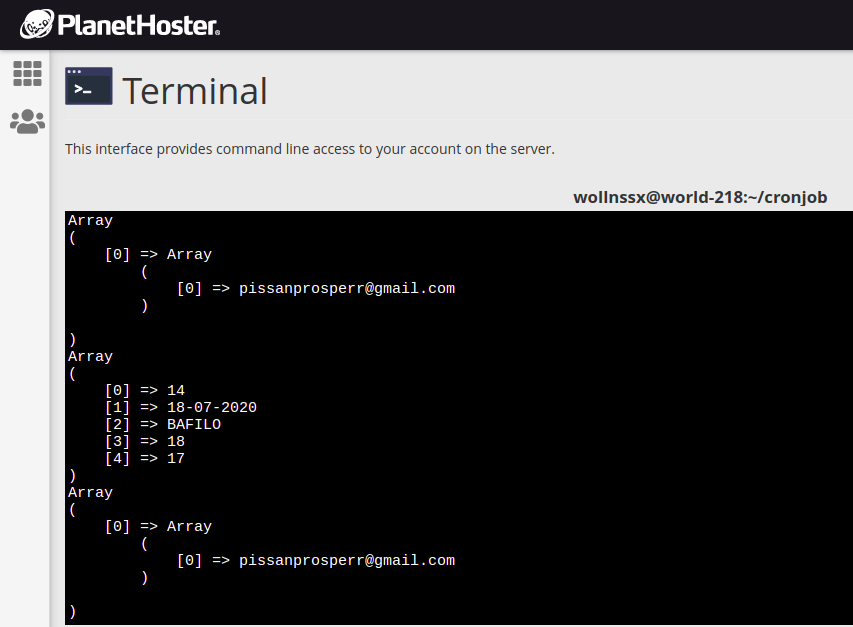 PlanetHoster.
>_ Terminal
This interface provides command line access to your account on the server.
wollnssx@world-218:~/cronjob
Array
(
    [0] => Array
        (
            [0] => pissanprosperr@gmail.com
        )

)
Array
(
    [0] => 14
    [1] => 18-07-2020
    [2] => BAFILO
    [3] => 18
    [4] => 17
)
Array
(
    [0] => Array
        (
            [0] => pissanprosperr@gmail.com
        )

)